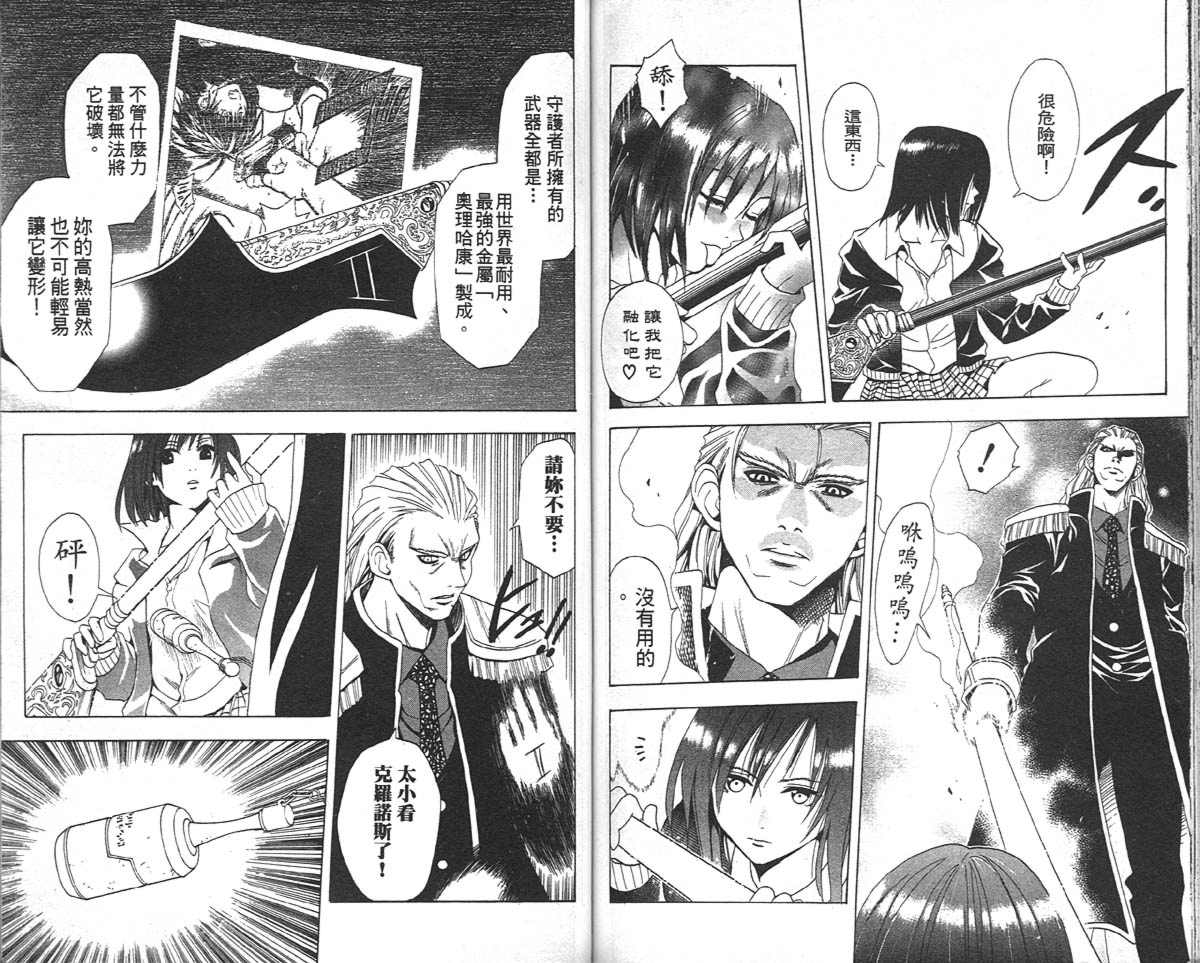 很危險啊！
ス
這東西…
舔！
讓我把它
融化吧♡
！
咻嗚嗚嗚…
沒有用的
。
守護者所擁有的
武器全都是…
用世界最耐用、
最強的金屬「
奧理哈康」製成。
不管什麼力
量都無法將
它破壞。
妳的高熱當然
也不可能輕易
讓它變形！
請妳不要…
ヒュ!!
太小看
克羅諾斯了！
砰！